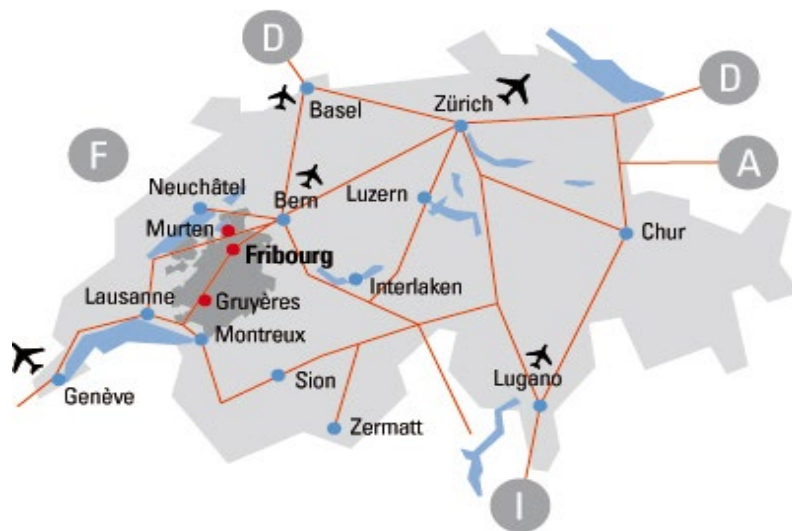 D
D
Basel
Zürich
F
A
Neuchâtel
Bern
Luzern
Murten
Chur
Fribourg
Interlaken
Lausanne
Gruyères
Montreux
Genève
Sion
Lugano
Zermatt
I